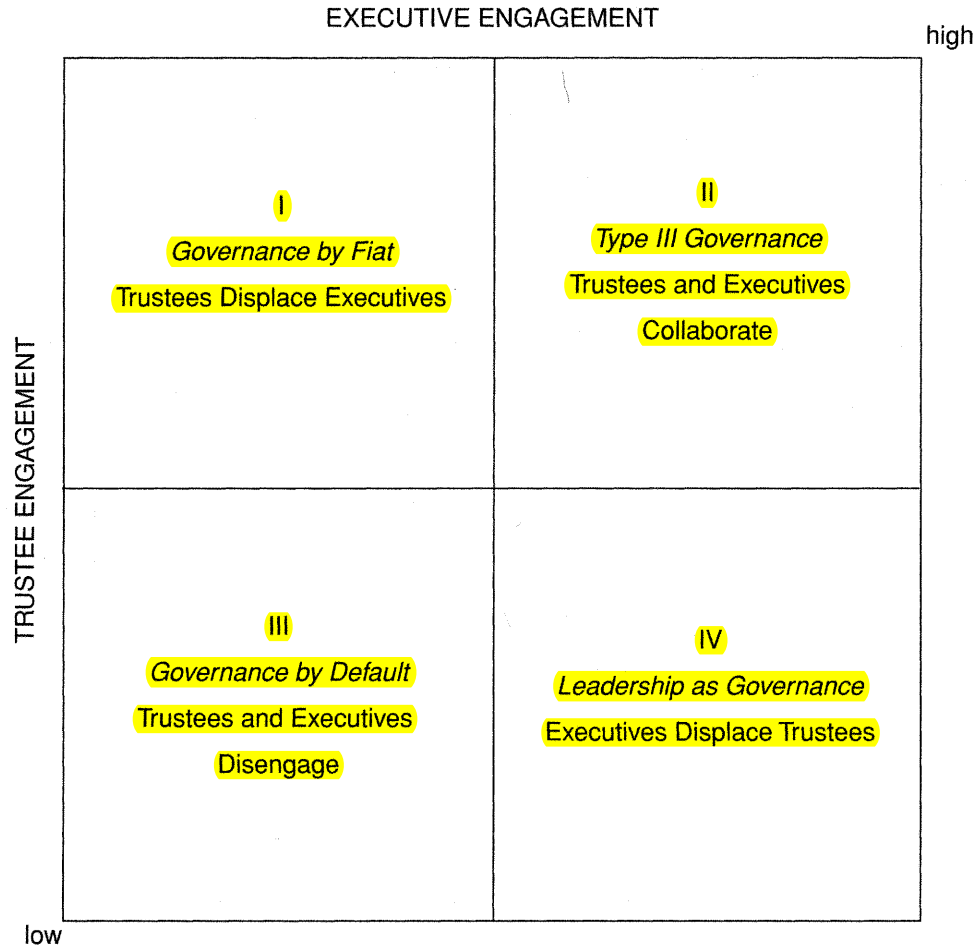 EXECUTIVE ENGAGEMENT
high
I
Governance by Fiat
Trustees Displace Executives
II
Type III Governance
Trustees and Executives
Collaborate
TRUSTEE ENGAGEMENT
III
Governance by Default
Trustees and Executives
Disengage
IV
Leadership as Governance
Executives Displace Trustees
low